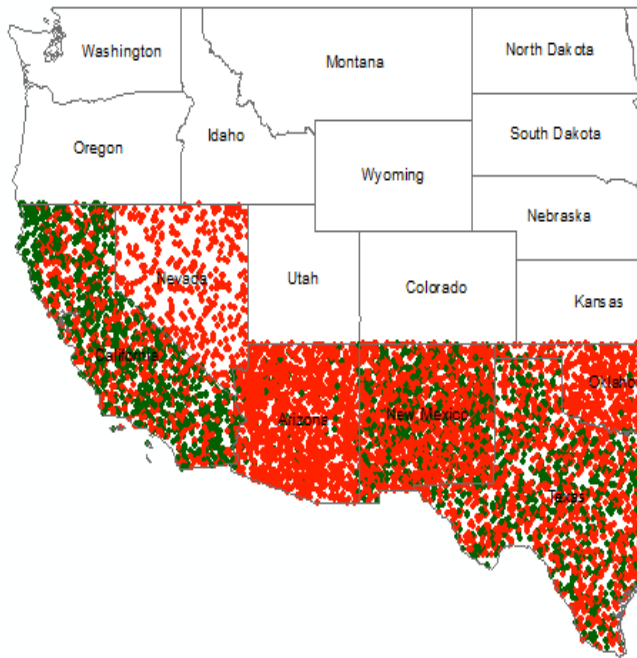 Washington
Montana
North Dakota
Oregon
Idaho
South Dakota
Wyoming
Nebraska
Nevada
Utah
Colorado
Kansas
California
Arizona
New Mexico
Oklaho
Texas